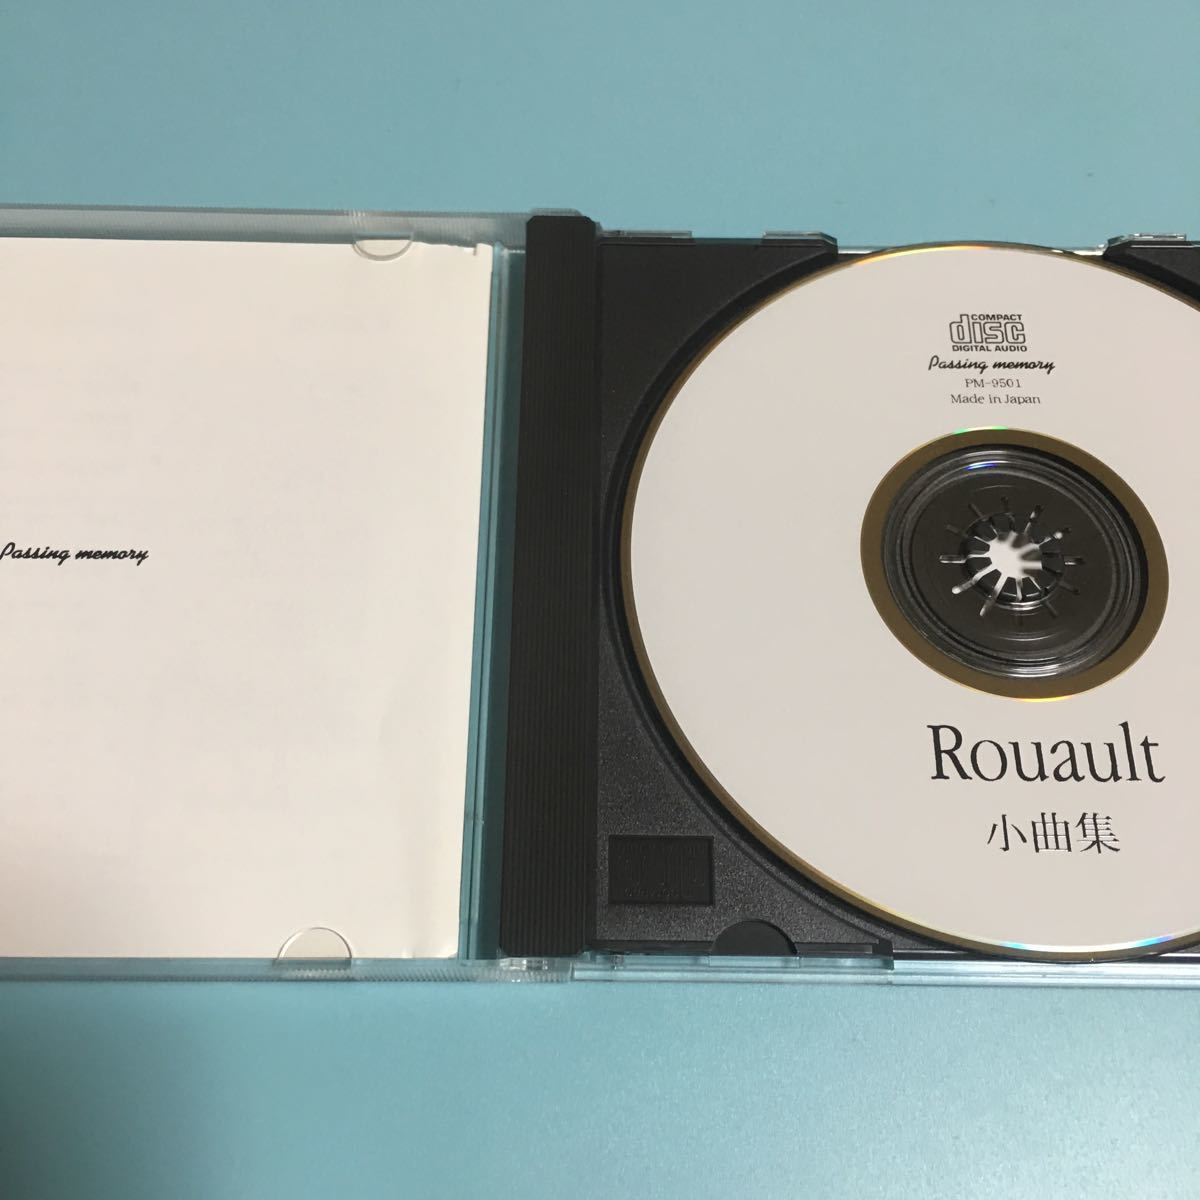 Passing memory
COMPACT
disc
DIGITAL AUDIO
Passing memory
PM-9501
Made in Japan
Rouault
小曲集